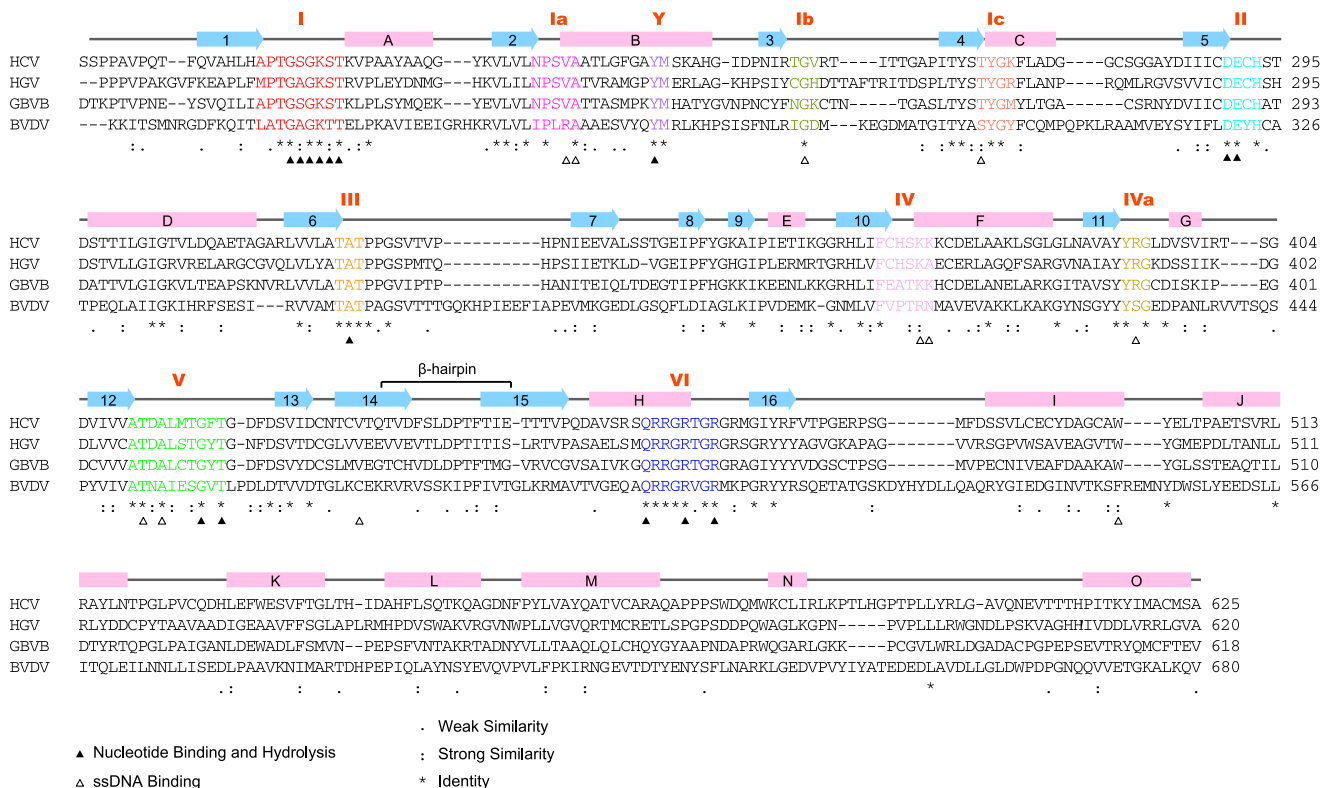 I Ia Y Ib Ic II
1 A 2 B 3 4 C 5
HCV SSPPAVPQT--FQVAHLHAPTGSGKSTKVPAAYAAQG---YKVLVLNPSVAATLGFGAYMSKAHG-IDPNIRTGVRT---ITTGAPITYSTYGKFLADG----GCSGGAYDIIICDECHST 295
HGV PPVPAKGVFKEAPLFMPTGAGKSTRVPLEYDNMG---HKVLILNPSVATVRAMGPYMERLAG-KHPSIYCGHDTTAFTRITDSPLTYSTYGRFLANP----RQMLRGVSVVICDECHST 295
GBVB DTKPTVPNE--YSVQILIAPTGSGKSTKLPLSYMQEK---YEVLVLNPSVATTASMPKYMHATYGVNPNCYFNGKCTN----TGASLTYSTYGMYLTGA----CSRNYDVIICDECHAT 293
BVDV ---KKITSMNRGDFKQITLATGAGKTTELPKAVIEEIGRHKRVLVLIPLRAAAESVYQYMRLKHPSISFNLRIGDM---KEGDMATGITYASYGYFCQMPQPKLRAAMVEYSYIFLDEYHCA 326
III IV IVa
D 6 7 8 9 E 10 F 11 G
HCV DSTTILGIGTVLDQAETAGARLVVLATATPPGSVTVP----------HPNIEEVALSSTGEIPFYGKAIPIETIKGGRHLIFCHSKKKCDELAAKLSGLGLNAVAYYRGLDVSVIRT---SG 404
HGV DSTVLLGIGRVRELARGCGVQLVLYATATPPGSPMTQ----------HPSIIETKLD-VGEIPFYGHGIPLERMRTGRHLVFCHSKAECERLAGQFSARGVNAIAYYRGKDSSIIK---DG 402
GBVB DATTVLGIGKVLTEAPSKNVRLVVLATATPPGVIPTP----------HANITEIQLTDEGTIPFHGKKIKEENLKKGRHLIFEATKKHCDELANELARKGITAVSYYRGCDISKIP---EG 401
BVDV TPEQLAIIGKIHRFSESI---RVVAMTATPAGSVTTTGQKHPIEEFIAPEVMKGEDLGSQFLDIAGLKIPVDEMK-GNMLVFVPTRNMAVEVAKKLKAKGYNSGYYYSGEDPANLRVVTSQS 444
V β-hairpin VI
12 13 14 15 H 16 I J
HCV DVIVVATDALMTGFTG-DFDSVIDCNTCVTQTVDFSLDPTFTIE-TTTVPQDAVSRSQRRGRTGRGRMGIYRFVTPGERPSG------MFDSSVLCECYDAGCAW----YELTPAETSVRL 513
HGV DLVVCATDALSTGYTG-NFDSVTDCGLVVEEVVEVTLDPTITISLRTVPASAELSMQRRGRTGRGRSGRYYYAGVGKAPAG------VVRSGPVWSAVEAGVTW----YGMEPDLTANLL 511
GBVB DCVVVATDALCTGYTG-DFDSVYDCSLMVEGTCHVDLDPTFTMG-VRVCGVSAIVKGQRRGRTGRGRAGIYYYVDGSCTPSG------MVPECNIVEAFDAAKAW----YGLSSTEAQTIL 510
BVDV PYVIVATNAIESGVTLPDLDTVVDTGLKCEKRVRVSSKIPFIVTGLKRMAVTVGEQAQRRGRVGRMKPGRYYRSQETATGSKDYHYDLLQAQRYGIEDGINVTKSFREMNYDWSLYEEDSLL 566
K L M N O
HCV RAYLNTPGLPVCQDHLEFWESVFTGLTH-IDAHFLSQTKQAGDNFPYLVAYQATVCARAQAPPPSWDQMWKCLIRLKPTLHGPTPLLYRLG-AVQNEVTTTHPITKYIMACMSA 625
HGV RLYDDCPYTAAVAADIGEAAVFFSGLAPLRMHPDVSWAKVRGVNWPLLVGVQRTMCRETLSPGPSDDPQWAGLKGPN----PVPLLLRWGNDLPSKVAGHHIVDDLVRRLGVA 620
GBVB DTYRTQPGLPAIGANLDEWADLFSMVN--PEPSFVNTAKRTADNYVLLTAAQLQLCHQYGYAAPNDAPRWQGARLGKK----PCGVLWRLDGADACPGPEPSEVTRYQMCFTEV 618
BVDV ITQLEILNNLLISEDLPAAVKNIMARTDHPEPIQLAYNSYEVQVPVLFPKIRNGEVTDTYENYSFLNARKLGEDVPVYIYATEDEDLAVDLLGLDWPDPGNQQVVETGKALKQV 680
▲ Nucleotide Binding and Hydrolysis
△ ssDNA Binding
. Weak Similarity
: Strong Similarity
* Identity